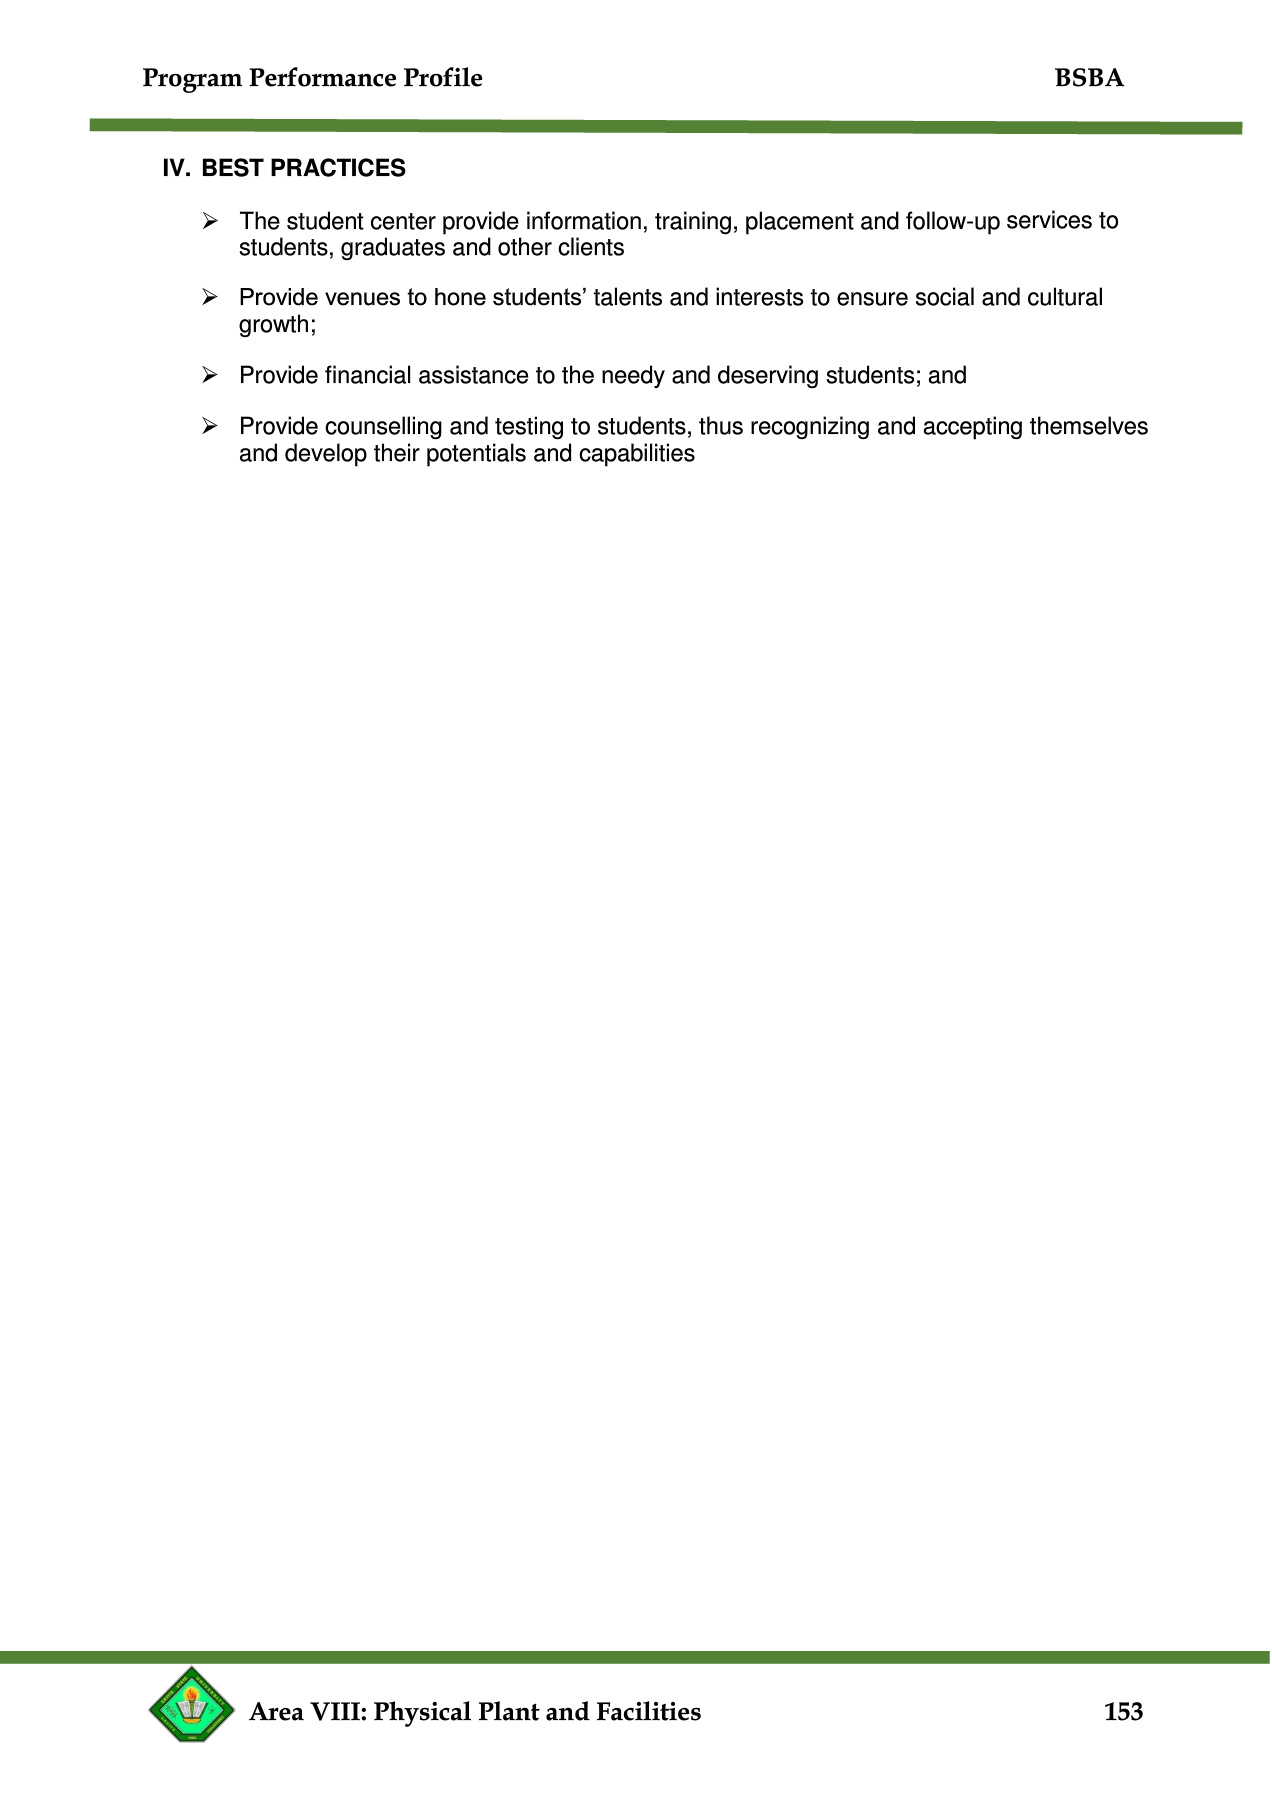 Program Performance Profile BSBA
IV. BEST PRACTICES
➢ The student center provide information, training, placement and follow-up services to
students, graduates and other clients
➢ Provide venues to hone students’ talents and interests to ensure social and cultural
growth;
➢ Provide financial assistance to the needy and deserving students; and
➢ Provide counselling and testing to students, thus recognizing and accepting themselves
and develop their potentials and capabilities
Area VIII: Physical Plant and Facilities 153